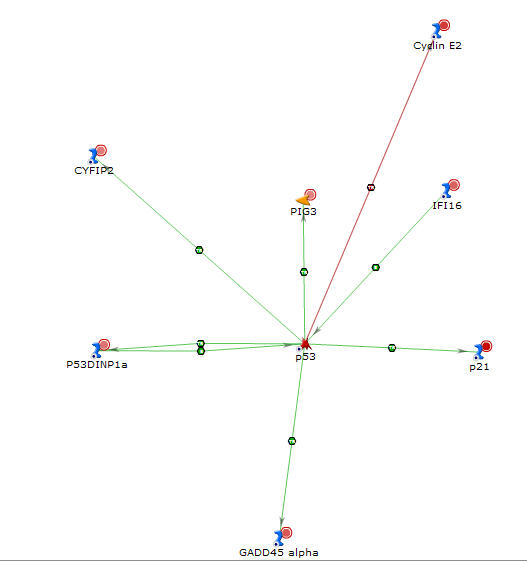 Cyclin E2
CYFIP2
PIG3
IFI16
P53DINP1a
p53
p21
GADD45 alpha